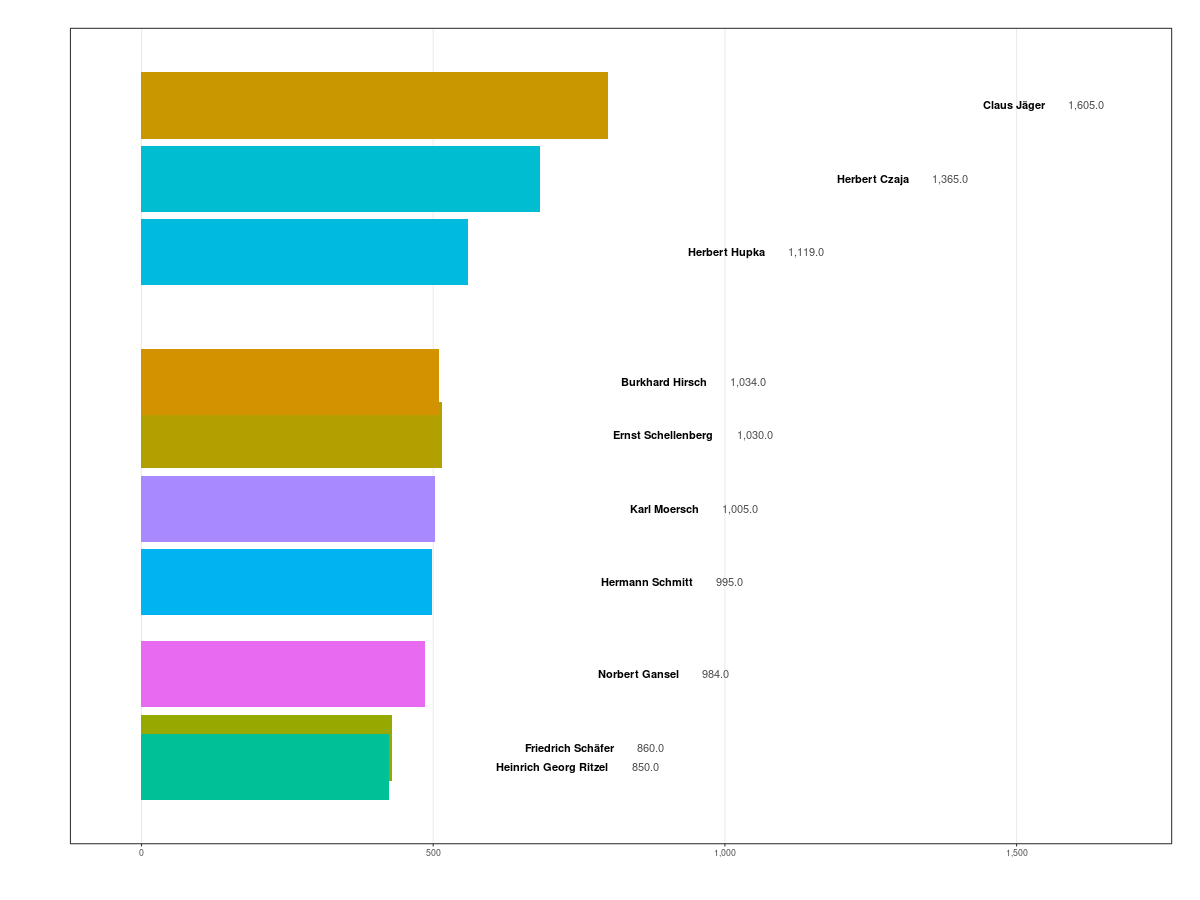 Claus Jäger 1,605.0
Herbert Czaja 1,365.0
Herbert Hupka 1,119.0
Burkhard Hirsch 1,034.0
Ernst Schellenberg 1,030.0
Karl Moersch 1,005.0
Hermann Schmitt 995.0
Norbert Gansel 984.0
Friedrich Schäfer 860.0
Heinrich Georg Ritzel 850.0
0 500 1,000 1,500